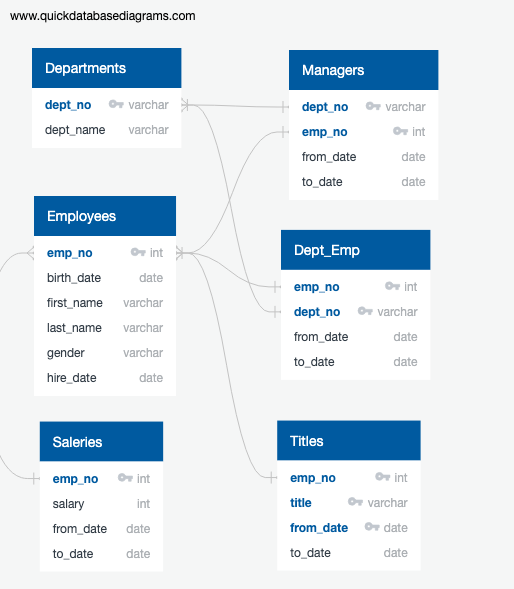 www.quickdatabasediagrams.com
Departments
dept_no varchar
dept_name varchar
Managers
dept_no varchar
emp_no int
from_date date
to_date date
Employees
emp_no int
birth_date date
first_name varchar
last_name varchar
gender varchar
hire_date date
Dept_Emp
emp_no int
dept_no varchar
from_date date
to_date date
Saleries
emp_no int
salary int
from_date date
to_date date
Titles
emp_no int
title varchar
from_date date
to_date date